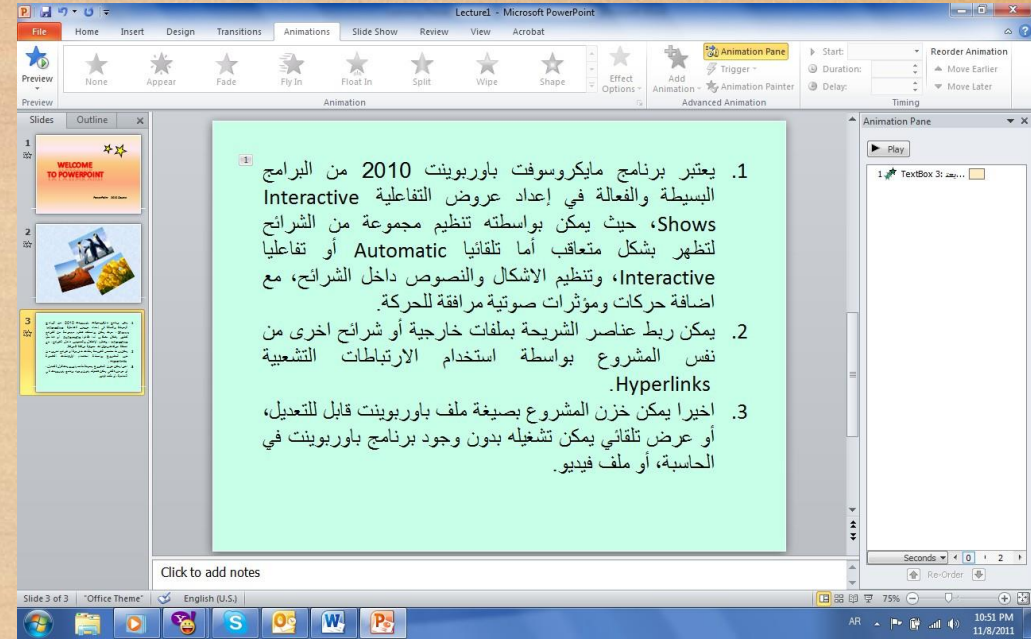 Lecture1 - Microsoft PowerPoint
File Home Insert Design Transitions Animations Slide Show Review View Acrobat
Preview
None
Appear
Fade
Fly In
Float In
Split
Wipe
Shape
Effect Options
Add Animation
Animation Pane
Trigger
Animation Painter
Start:
Duration:
Delay:
Reorder Animation
Move Earlier
Move Later
Preview
Animation
Advanced Animation
Timing
Slides Outline
1
WELCOME
TO POWERPOINT
2
3
1
1. يعتبر برنامج مايكروسوفت باوربوينت 2010 من البرامج
البسيطة والفعالة في إعداد عروض التفاعلية Interactive
Shows، حيث يمكن بواسطته تنظيم مجموعة من الشرائح
لتظهر بشكل متعاقب أما تلقائيا Automatic أو تفاعليا
Interactive، وتنظيم الاشكال والنصوص داخل الشرائح، مع
اضافة حركات ومؤثرات صوتية مرافقة للحركة.
2. يمكن ربط عناصر الشريحة بملفات خارجية أو شرائح اخرى من
نفس المشروع بواسطة استخدام الارتباطات التشعبية
Hyperlinks.
3. اخيرا يمكن خزن المشروع بصيغة ملف باوربوينت قابل للتعديل،
أو عرض تلقائي يمكن تشغيله بدون وجود برنامج باوربوينت في
الحاسبة، أو ملف فيديو.
Animation Pane
Play
1 TextBox 3: بعد...
Seconds 0 2
Re-Order
Click to add notes
Slide 3 of 3 "Office Theme" English (U.S.)
75%
AR
10:51 PM
11/8/2011